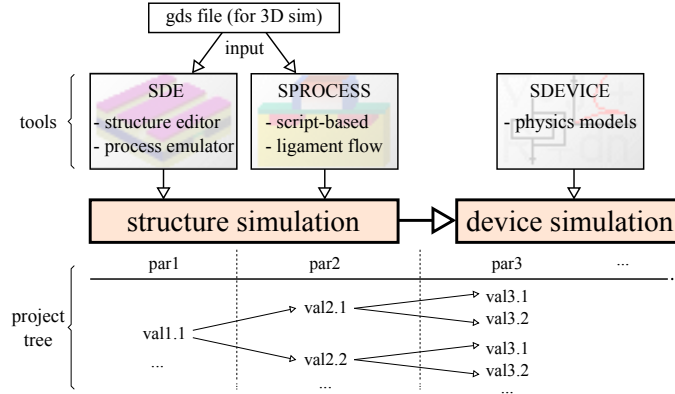 gds file (for 3D sim)
input
tools
SDE
- structure editor
- process emulator
SPROCESS
- script-based
- ligament flow
SDEVICE
- physics models
structure simulation
device simulation
project
tree
par1
par2
par3
...
val1.1
...
val2.1
val2.2
...
val3.1
val3.2
val3.1
val3.2
...